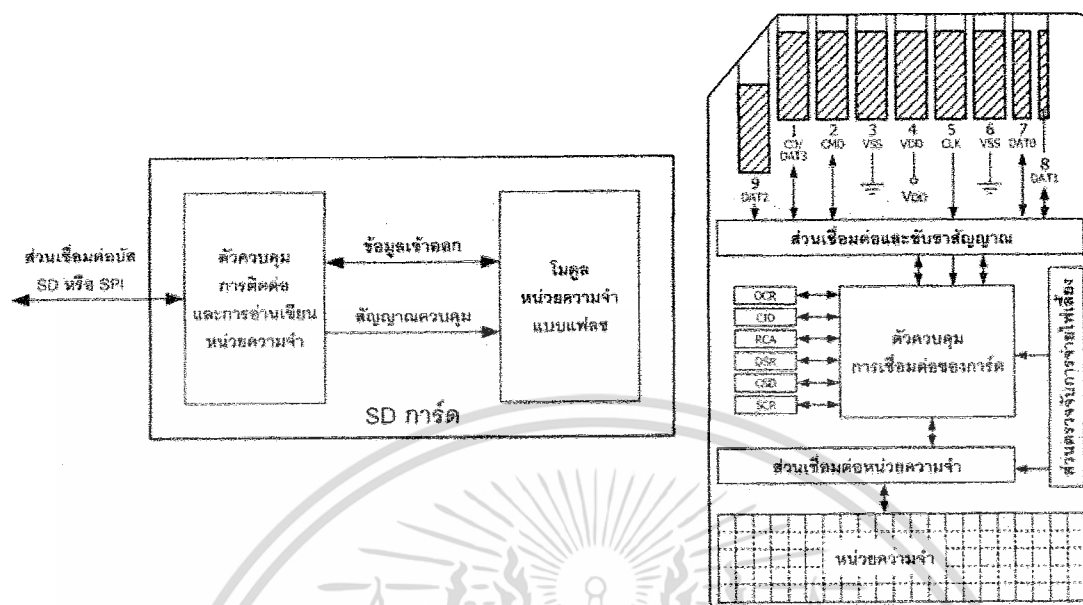 ส่วนเชื่อมต่อบัส
SD หรือ SPI
ตัวควบคุม
การติดต่อ
และการอ่านเขียน
หน่วยความจำ
ข้อมูลเข้าออก
สัญญาณควบคุม
โมดูล
หน่วยความจำ
แบบแฟลช
SD การ์ด
1
CD/
DAT3
2
CMD
3
VSS
4
VDD
5
CLK
6
VSS
7
DAT0
8
DAT1
9
DAT2
VDD
ส่วนเชื่อมต่อและขับราสัญญาณ
OCR
CID
RCA
DSR
CSD
SCR
ตัวควบคุม
การเชื่อมต่อของการ์ด
ส่วนตรวจจับการจ่ายไฟเลี้ยง
ส่วนเชื่อมต่อหน่วยความจำ
หน่วยความจำ